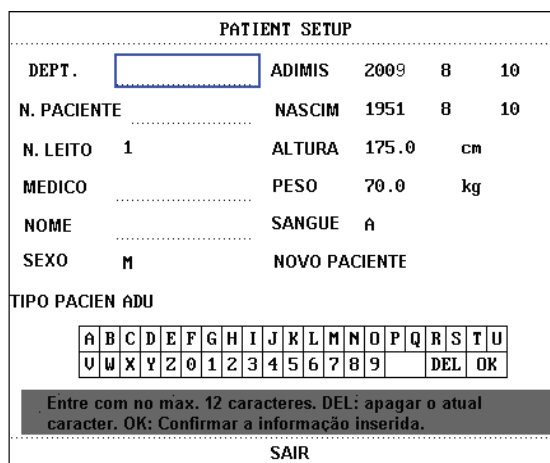 PATIENT SETUP
DEPT. ADIMIS 2009 8 10
N. PACIENTE NASCIM 1951 8 10
N. LEITO 1 ALTURA 175.0 cm
MEDICO PESO 70.0 kg
NOME SANGUE A
SEXO M NOVO PACIENTE
TIPO PACIEN ADU
A B C D E F G H I J K L M N O P Q R S T U
V W X Y Z 0 1 2 3 4 5 6 7 8 9 DEL OK
Entre com no max. 12 caracteres. DEL: apagar o atual
caracter. OK: Confirmar a informação inserida.
SAIR